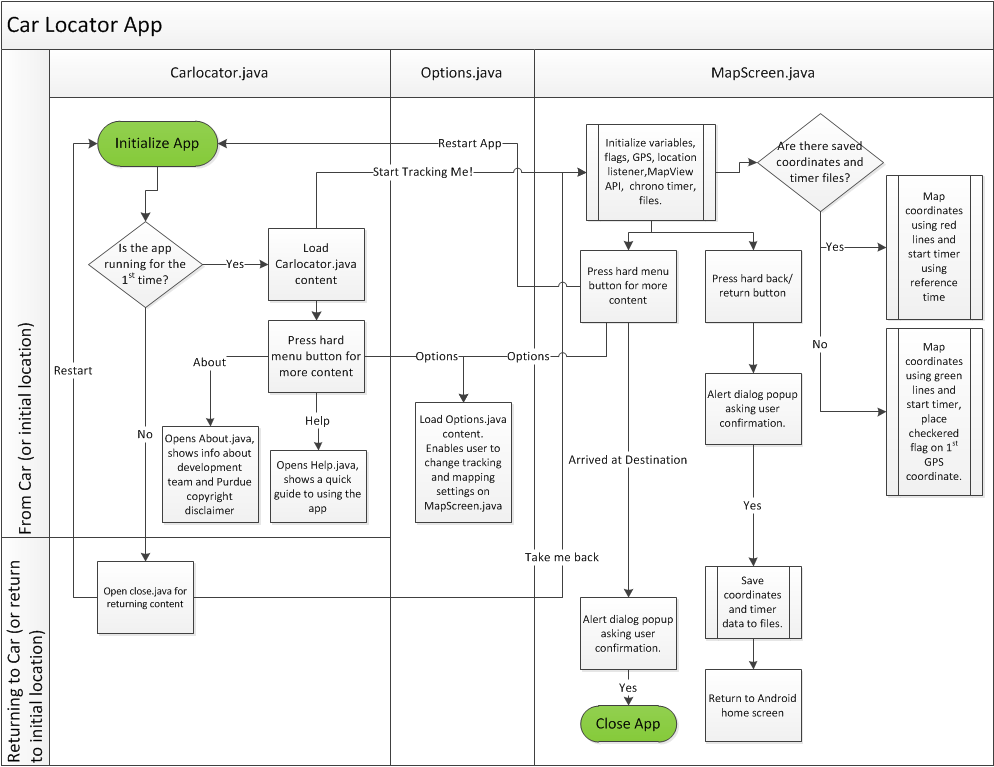 Car Locator App
Carlocator.java
Options.java
MapScreen.java
From Car (or initial location)
Returning to Car (or return
to initial location)
Initialize App
Is the app
running for the
1st time?
Yes
No
Restart
Load
Carlocator.java
content
Press hard
menu button for
more content
About
Help
Opens About.java,
shows info about
development
team and Purdue
copyright
disclaimer
Opens Help.java,
shows a quick
guide to using the
app
Open close.java for
returning content
Restart App
Start Tracking Me!
Options
Options
Load Options.java
content.
Enables user to
change tracking
and mapping
settings on
MapScreen.java
Take me back
Initialize variables,
flags, GPS, location
listener,MapView
API, chrono timer,
files.
Are there saved
coordinates and
timer files?
Yes
No
Map
coordinates
using red
lines and
start timer
using
reference
time
Map
coordinates
using green
lines and
start timer,
place
checkered
flag on 1st
GPS
coordinate.
Press hard menu
button for more
content
Press hard back/
return button
Alert dialog popup
asking user
confirmation.
Arrived at Destination
Yes
Save
coordinates
and timer
data to files.
Return to Android
home screen
Alert dialog popup
asking user
confirmation.
Yes
Close App